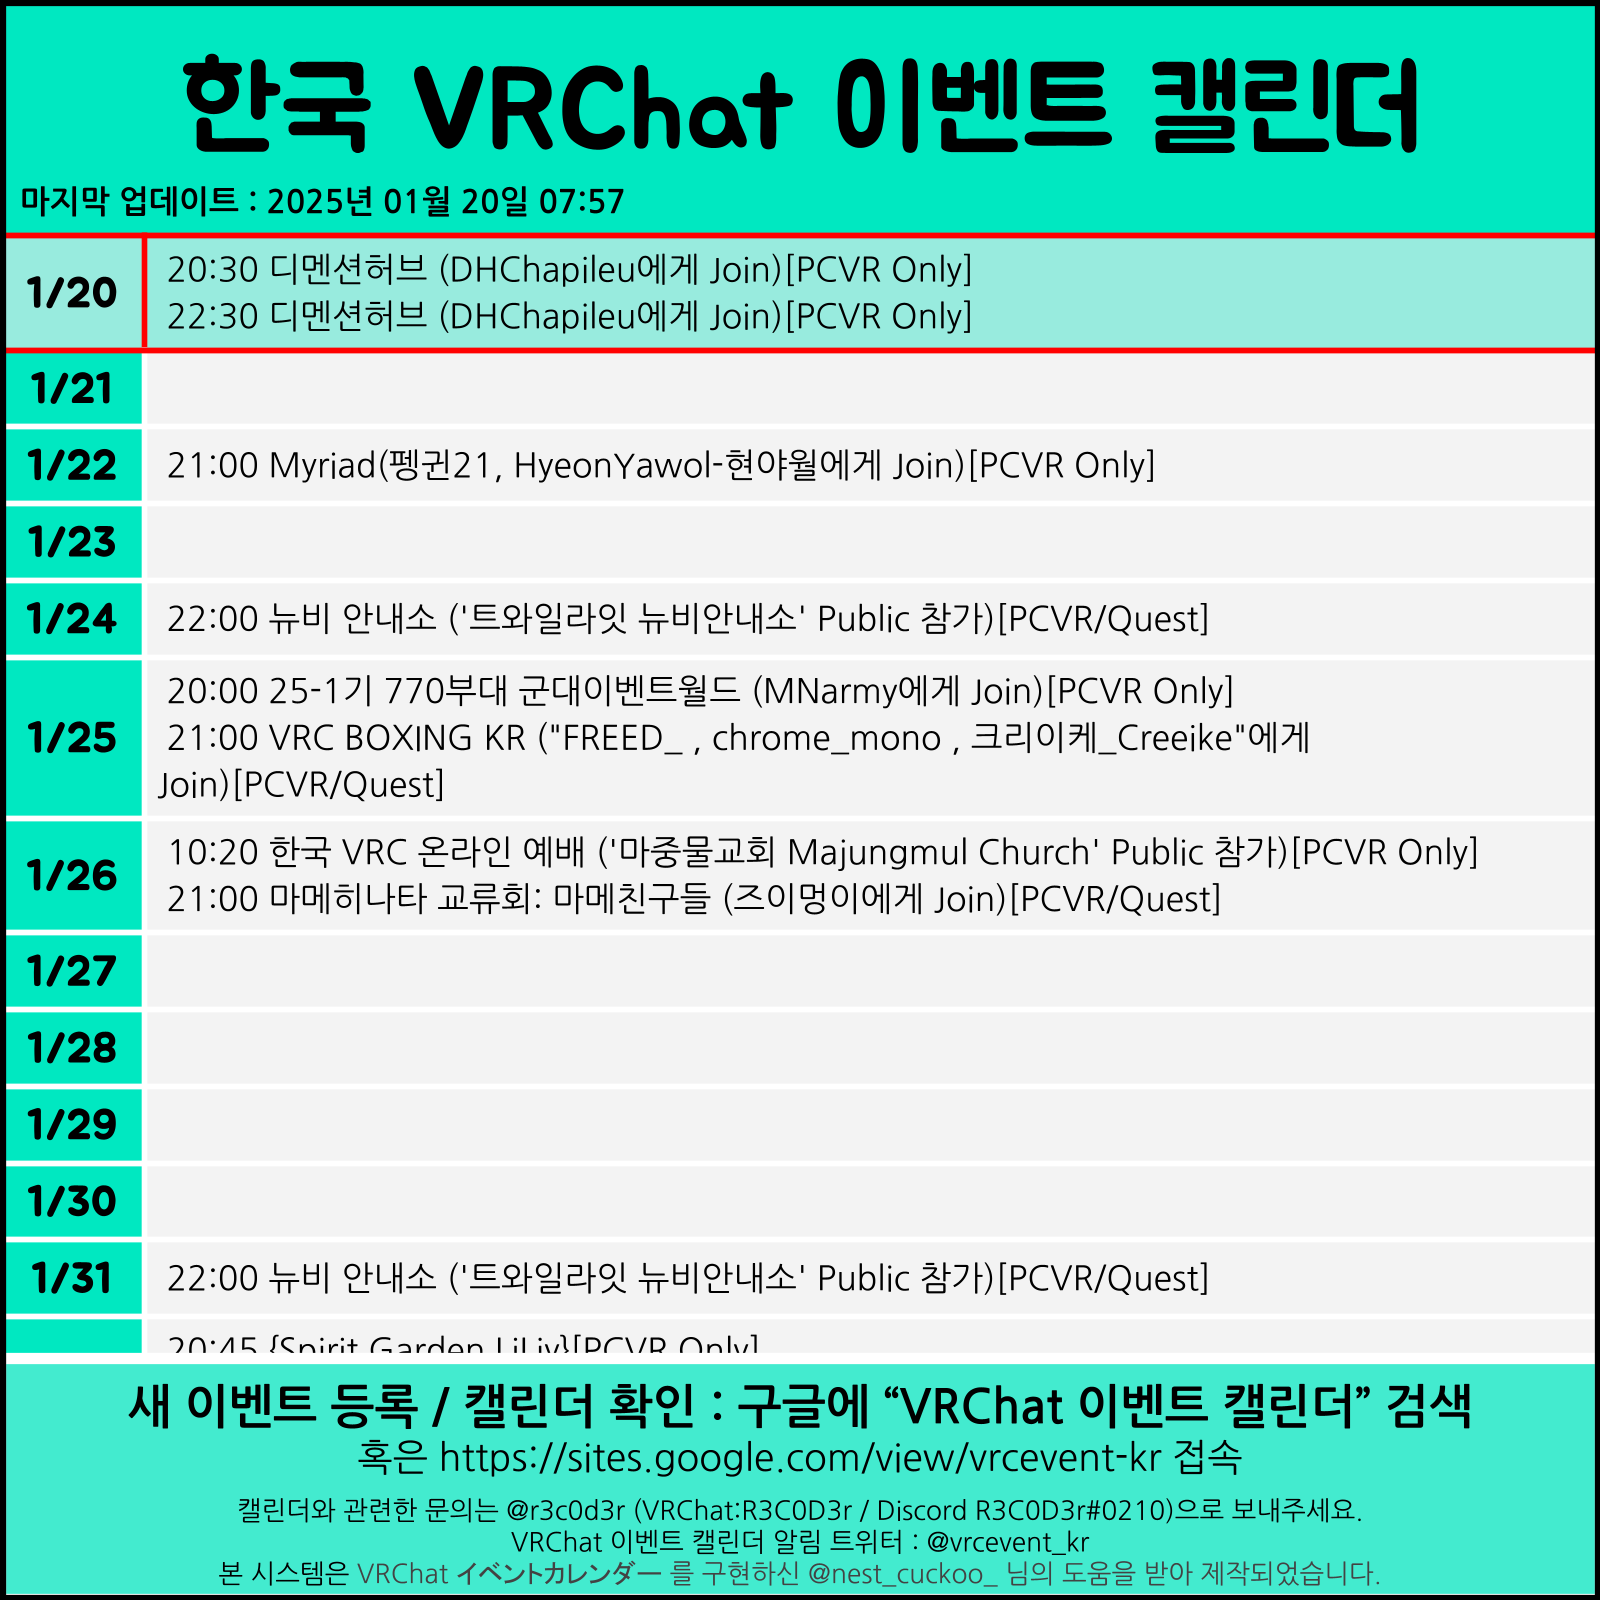 한국 VRChat 이벤트 캘린더
마지막 업데이트 : 2025년 01월 20일 07:57
1/20
20:30 디멘션허브 (DHChapileu에게 Join)[PCVR Only]
22:30 디멘션허브 (DHChapileu에게 Join)[PCVR Only]
1/21
1/22
21:00 Myriad(펭귄21, HyeonYawol-현야월에게 Join)[PCVR Only]
1/23
1/24
22:00 뉴비 안내소 ('트와일라잇 뉴비안내소' Public 참가)[PCVR/Quest]
1/25
20:00 25-1기 770부대 군대이벤트월드 (MNarmy에게 Join)[PCVR Only]
21:00 VRC BOXING KR ("FREED_ , chrome_mono , 크리이케_Creeike"에게
Join)[PCVR/Quest]
1/26
10:20 한국 VRC 온라인 예배 ('마중물교회 Majungmul Church' Public 참가)[PCVR Only]
21:00 마메히나타 교류회: 마메친구들 (즈이멍이에게 Join)[PCVR/Quest]
1/27
1/28
1/29
1/30
1/31
22:00 뉴비 안내소 ('트와일라잇 뉴비안내소' Public 참가)[PCVR/Quest]
20:45 {Spirit Garden LiLiv}[PCVR Only]
새 이벤트 등록 / 캘린더 확인 : 구글에 “VRChat 이벤트 캘린더” 검색
혹은 https://sites.google.com/view/vrcevent-kr 접속
캘린더와 관련한 문의는 @r3c0d3r (VRChat:R3C0D3r / Discord R3C0D3r#0210)으로 보내주세요.
VRChat 이벤트 캘린더 알림 트위터 : @vrcevent_kr
본 시스템은 VRChat イベントカレンダー 를 구현하신 @nest_cuckoo_ 님의 도움을 받아 제작되었습니다.